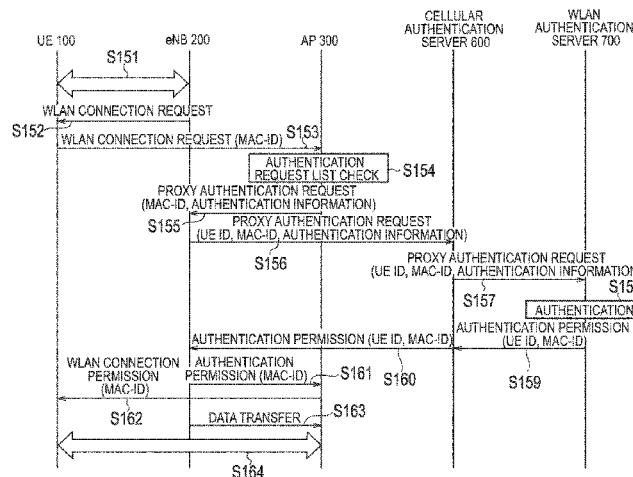 CELLULAR
AUTHENTICATION
SERVER 600
WLAN
AUTHENTICATION
SERVER 700
UE 100
eNB 200
AP 300
S151
WLAN CONNECTION REQUEST
S152
WLAN CONNECTION REQUEST (MAC-ID)
S153
AUTHENTICATION
REQUEST LIST CHECK
S154
PROXY AUTHENTICATION REQUEST
(MAC-ID, AUTHENTICATION INFORMATION)
S155
PROXY AUTHENTICATION REQUEST
(UE ID, MAC-ID, AUTHENTICATION INFORMATION)
S156
PROXY AUTHENTICATION REQUEST
(UE ID, MAC-ID, AUTHENTICATION INFORMATION
S157
S15
AUTHENTICATION
AUTHENTICATION PERMISSION (UE ID, MAC-ID)
S160
AUTHENTICATION PERMISSION
(UE ID, MAC-ID)
S159
WLAN CONNECTION
PERMISSION
(MAC-ID)
S162
AUTHENTICATION
PERMISSION (MAC-ID)
S161
DATA TRANSFER
S163
S164